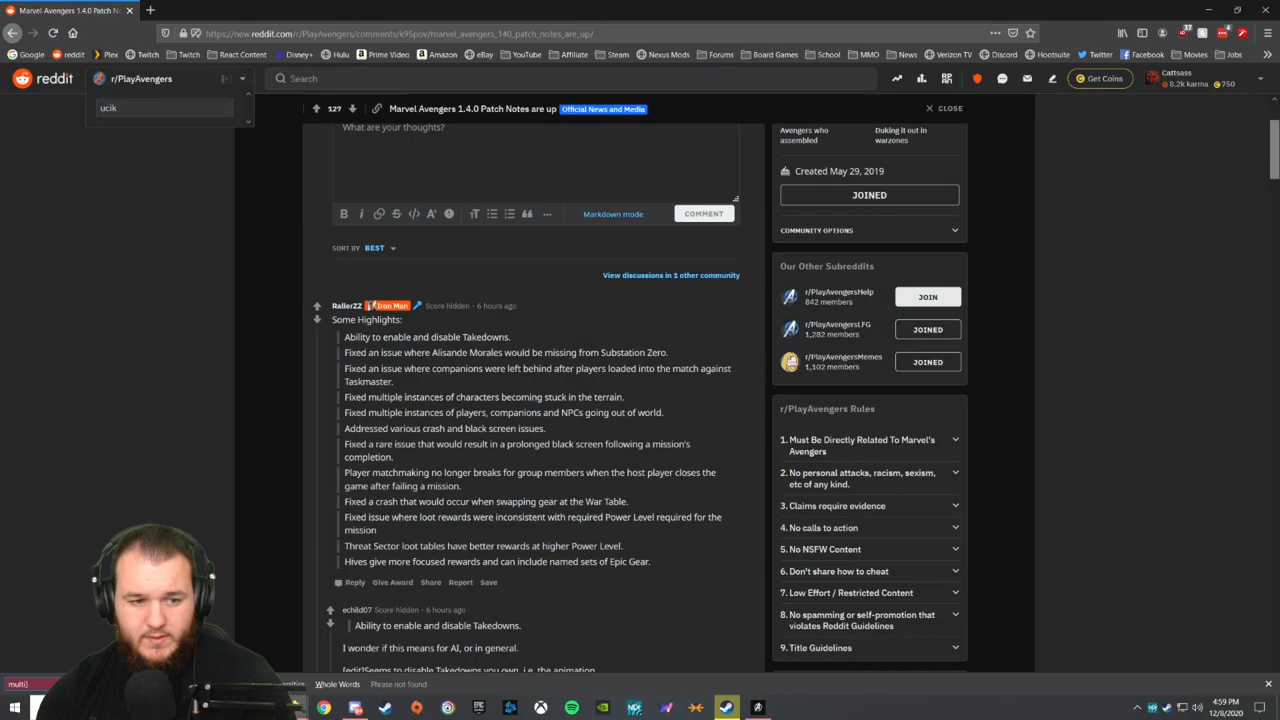 Marvel Avengers 1.4.0 Patch No
https://new.reddit.com/r/PlayAvengers/comments/k95pov/marvel_avengers_140_patch_notes_are_up/
Google reddit Plex Twitch Twitch React Content Disney+ Hulu Prime Video Amazon eBay YouTube Affiliate Steam Nexus Mods Forums Board Games School MMO News Verizon TV Discord Hootsuite Twitter Facebook Movies Jobs
reddit r/PlayAvengers Search Get Coins Cattsass
8.2k karma 750
ucik
127 Marvel Avengers 1.4.0 Patch Notes are up Official News and Media CLOSE
What are your thoughts?
Markdown mode COMMENT
SORT BY BEST
View discussions in 1 other community
RallerZZ Iron Man Score hidden · 6 hours ago
Some Highlights:
Ability to enable and disable Takedowns.
Fixed an issue where Alisande Morales would be missing from Substation Zero.
Fixed an issue where companions were left behind after players loaded into the match against
Taskmaster.
Fixed multiple instances of characters becoming stuck in the terrain.
Fixed multiple instances of players, companions and NPCs going out of world.
Addressed various crash and black screen issues.
Fixed a rare issue that would result in a prolonged black screen following a mission's
completion.
Player matchmaking no longer breaks for group members when the host player closes the
game after failing a mission.
Fixed a crash that would occur when swapping gear at the War Table.
Fixed issue where loot rewards were inconsistent with required Power Level required for the
mission
Threat Sector loot tables have better rewards at higher Power Level.
Hives give more focused rewards and can include named sets of Epic Gear.
Reply Give Award Share Report Save
echild07 Score hidden · 6 hours ago
Ability to enable and disable Takedowns.
I wonder if this means for AI, or in general.
[edit]Seems to disable Takedowns you own, i.e. the animation
Avengers who
assembled
Duking it out in
warzones
Created May 29, 2019
JOINED
COMMUNITY OPTIONS
Our Other Subreddits
r/PlayAvengersHelp
842 members
JOIN
r/PlayAvengersLFG
1,282 members
JOINED
r/PlayAvengersMemes
1,102 members
JOINED
r/PlayAvengers Rules
1. Must Be Directly Related To Marvel's
Avengers
2. No personal attacks, racism, sexism,
etc of any kind.
3. Claims require evidence
4. No calls to action
5. No NSFW Content
6. Don't share how to cheat
7. Low Effort / Restricted Content
8. No spamming or self-promotion that
violates Reddit Guidelines
9. Title Guidelines
multi] Whole Words Phrase not found
4:59 PM
12/8/2020